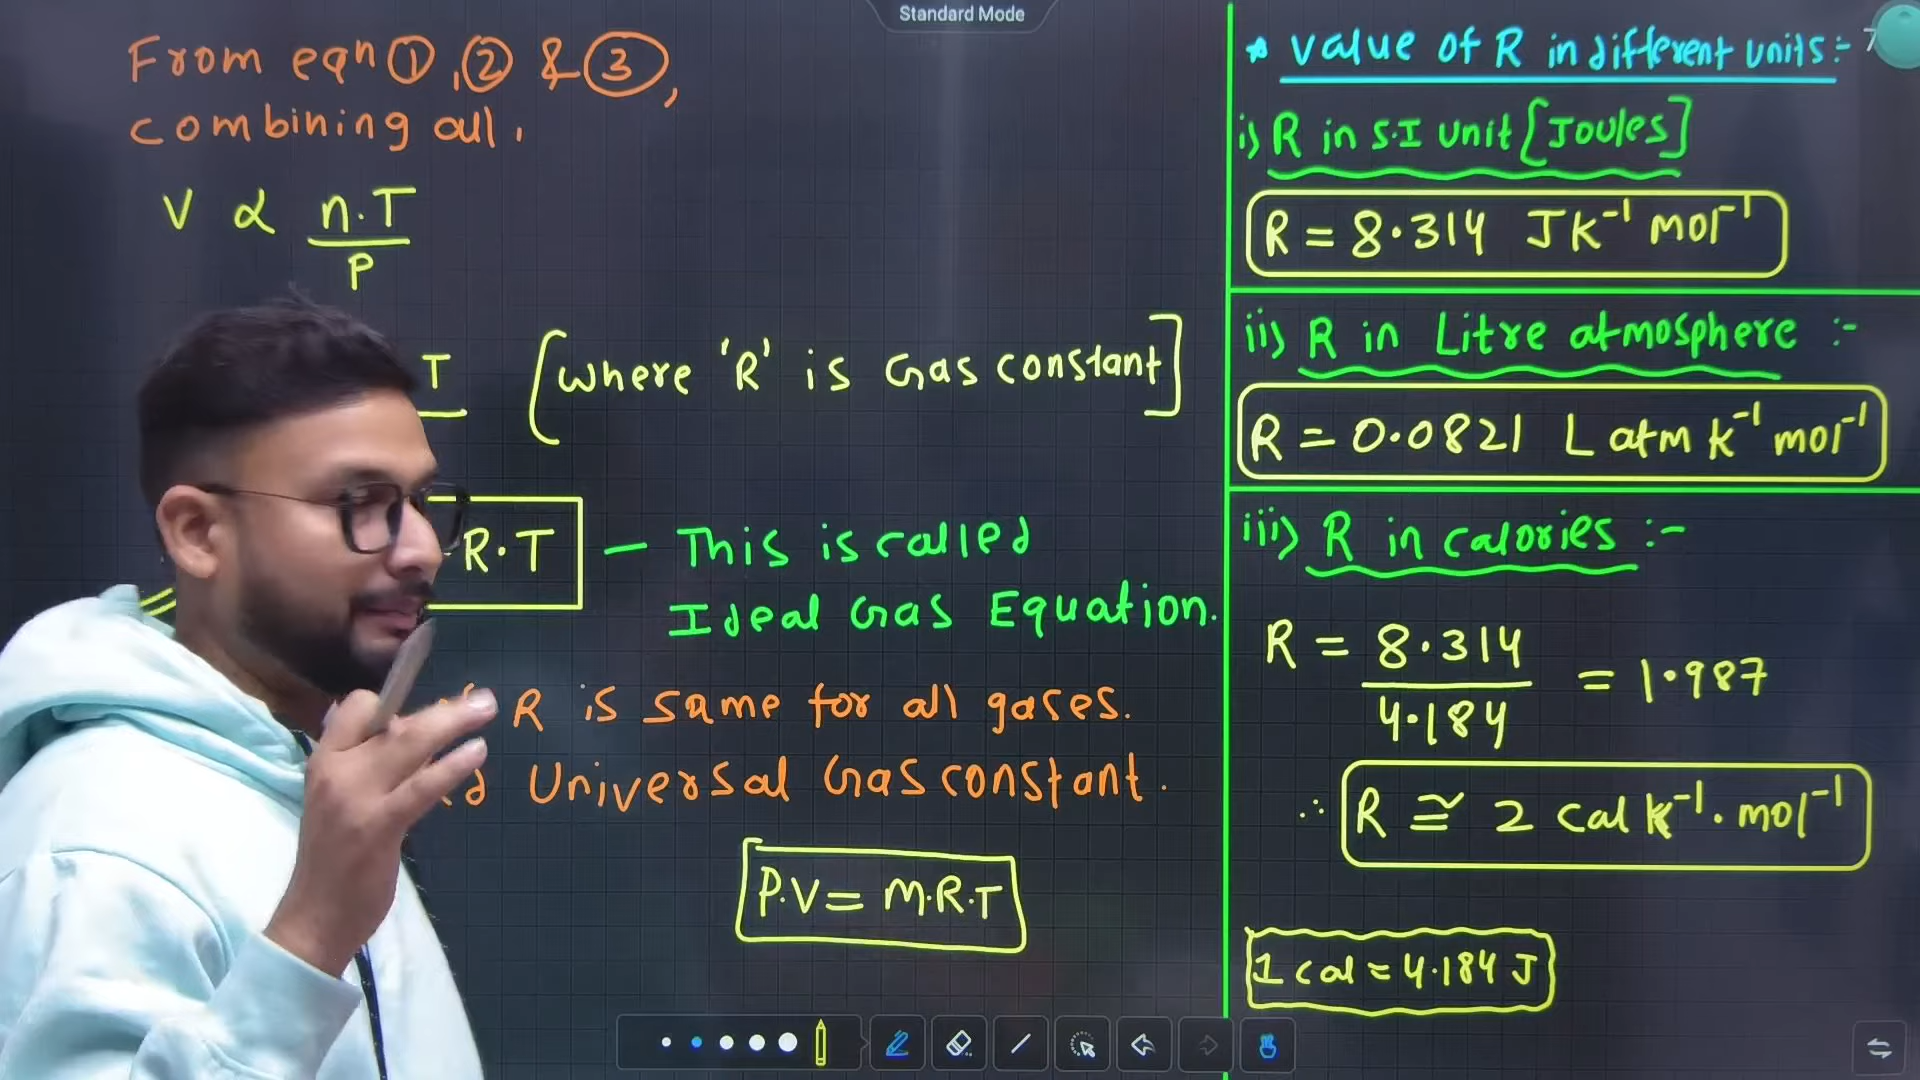 Standard Mode
From eqn ①, ② & ③,
combining all,
V ∝ n.T
P
T [where 'R' is Gas constant]
R.T — This is called
Ideal Gas Equation.
R is same for all gases.
Universal Gas constant.
P.V = M.R.T
* value of R in different units:- 7
i) R in S.I unit [Joules]
R = 8.314 J K⁻¹ mol⁻¹
ii) R in Litre atmosphere :-
R = 0.0821 L atm K⁻¹ mol⁻¹
iii) R in calories :-
R = 8.314 = 1.987
4.184
∴ R ≅ 2 cal K⁻¹. mol⁻¹
1 cal = 4.184 J